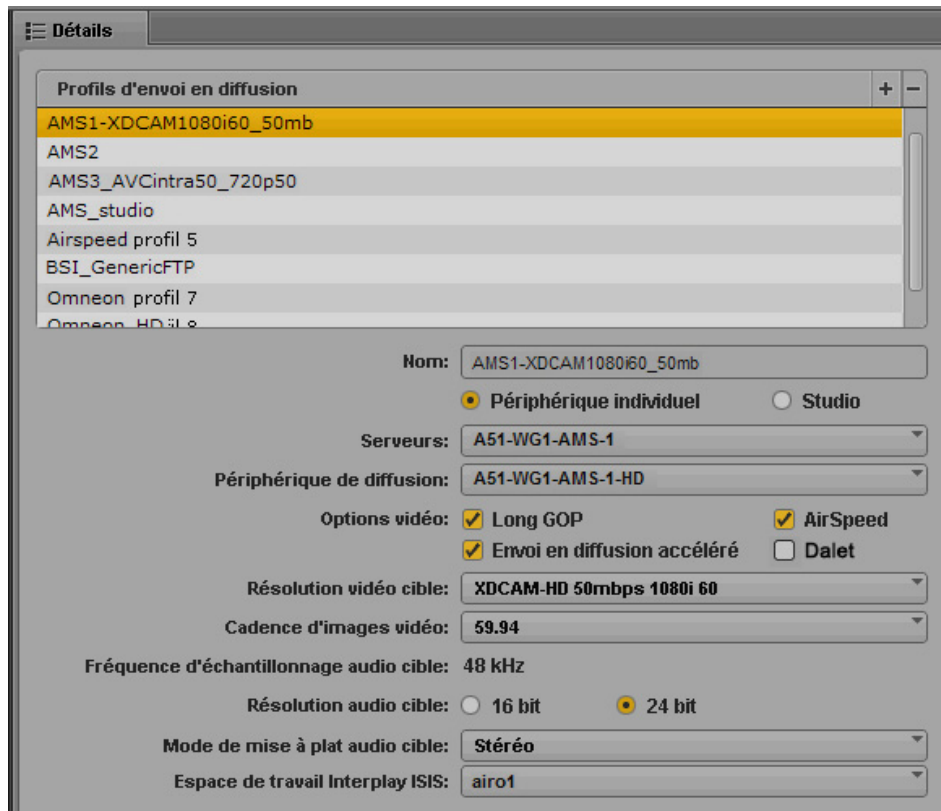 Détails
Profils d'envoi en diffusion + −
AMS1-XDCAM1080i60_50mb
AMS2
AMS3_AVCintra50_720p50
AMS_studio
Airspeed profil 5
BSI_GenericFTP
Omneon profil 7
Omneon_HD 8
Nom: AMS1-XDCAM1080i60_50mb
Périphérique individuel Studio
Serveurs: A51-WG1-AMS-1
Périphérique de diffusion: A51-WG1-AMS-1-HD
Options vidéo: Long GOP AirSpeed
Envoi en diffusion accéléré Dalet
Résolution vidéo cible: XDCAM-HD 50mbps 1080i 60
Cadence d'images vidéo: 59.94
Fréquence d'échantillonnage audio cible: 48 kHz
Résolution audio cible: 16 bit 24 bit
Mode de mise à plat audio cible: Stéréo
Espace de travail Interplay ISIS: airo1